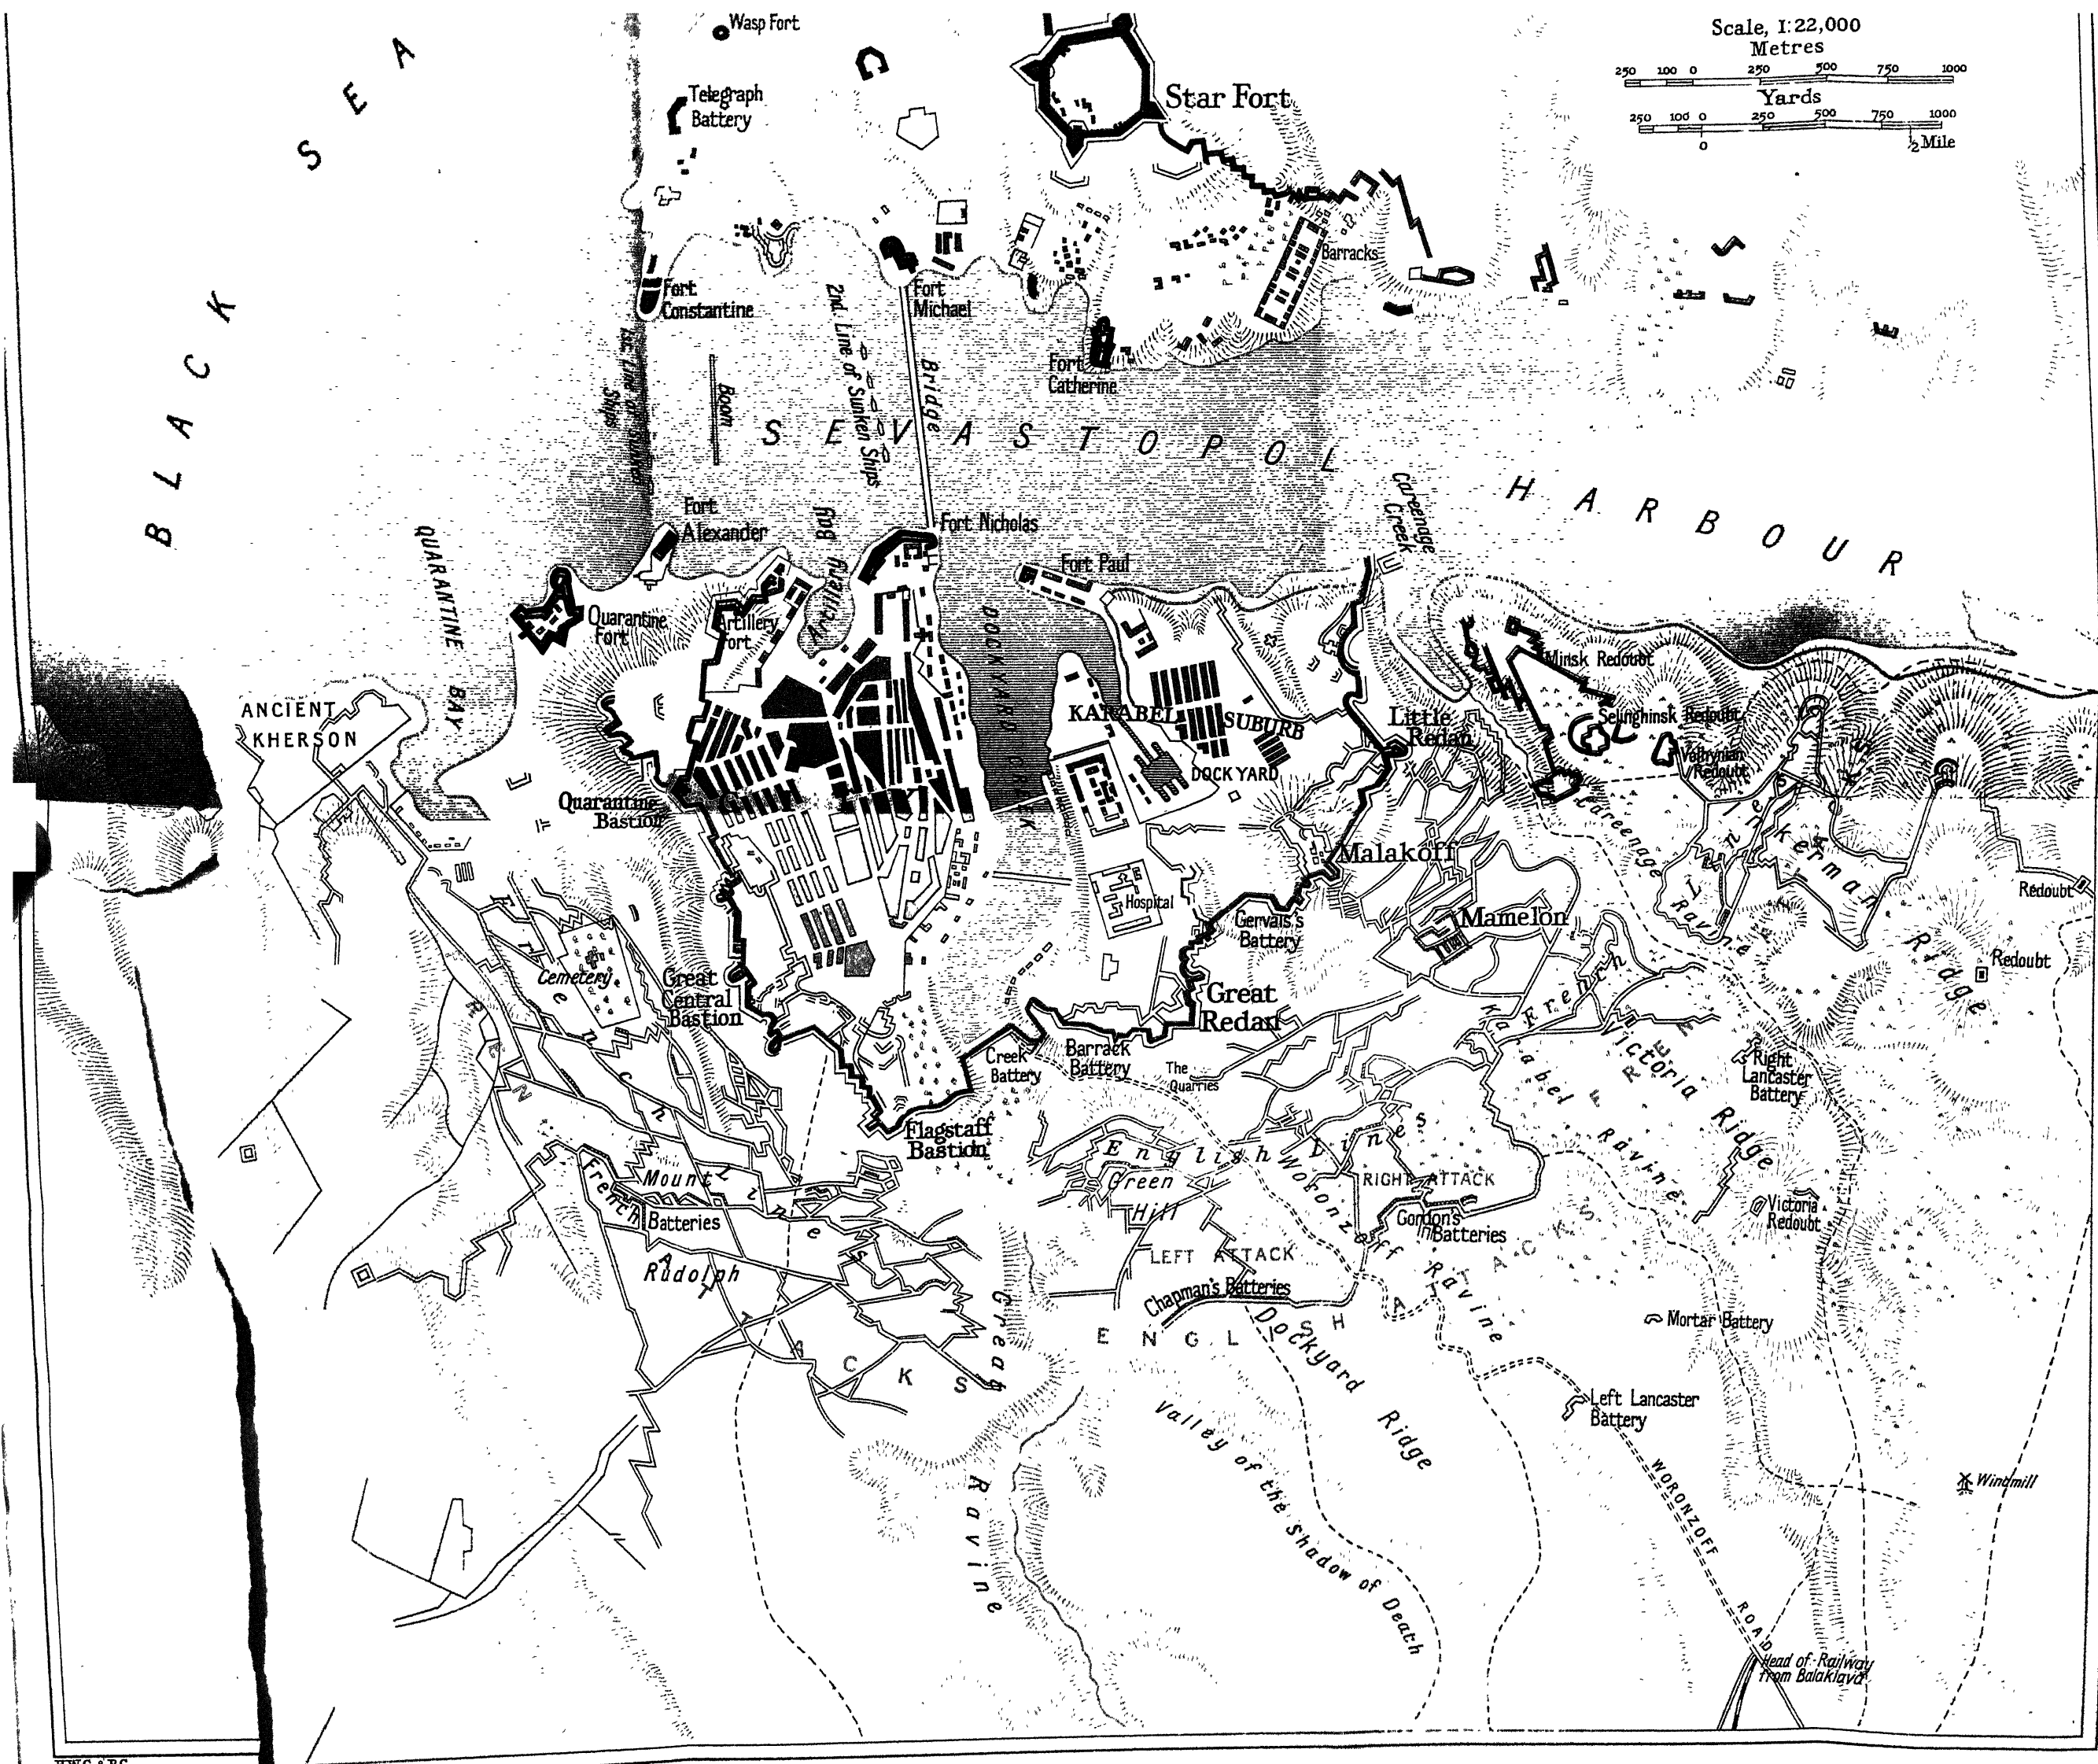 Wasp Fort
Scale, 1:22,000
Metres
250 100 0 250 500 750 1000
Yards
250 100 0 250 500 750 1000
0 ½ Mile
Telegraph
Battery
Star Fort
BLACK SEA
Barracks
Fort
Constantine
Fort
Michael
Fort
Catherine
Ships
Boom
2nd Line of Sunken Ships
Bridge
SEVASTOPOL HARBOUR
Careenage
Creek
Fort
Alexander
Artillery Bay
Fort Nicholas
Fort Paul
QUARANTINE BAY
Quarantine
Fort
Artillery
Fort
DOCKYARD CREEK
Minsk Redoubt
Selinghinsk Redoubt
Volhynian
Redoubt
ANCIENT
KHERSON
KARABEL SUBURB
Little
Redan
DOCKYARD
Quarantine
Bastion
Malakoff
Careenage Ravine
Inkerman Ridge
Redoubt
Hospital
Gervais's
Battery
Mamelon
Redoubt
Cemetery
Great
Central
Bastion
Great
Redan
French Lines
French
Karabel Ravine
Victoria Ridge
FRENCH
Creek
Battery
Barrack
Battery
The
Quarries
Right
Lancaster
Battery
Flagstaff
Bastion
English Lines
Green
Hill
Woronzoff Ravine
RIGHT ATTACK
French
Mount
Batteries
Rudolph
Gordon's
Batteries
Victoria
Redoubt
LEFT ATTACK
Chapman's Batteries
ATTACKS
ENGLISH ATTACKS
Great Ravine
Dockyard Ridge
Mortar Battery
Valley of the Shadow of Death
Left Lancaster
Battery
WORONZOFF ROAD
Windmill
Head of Railway
from Balaklava